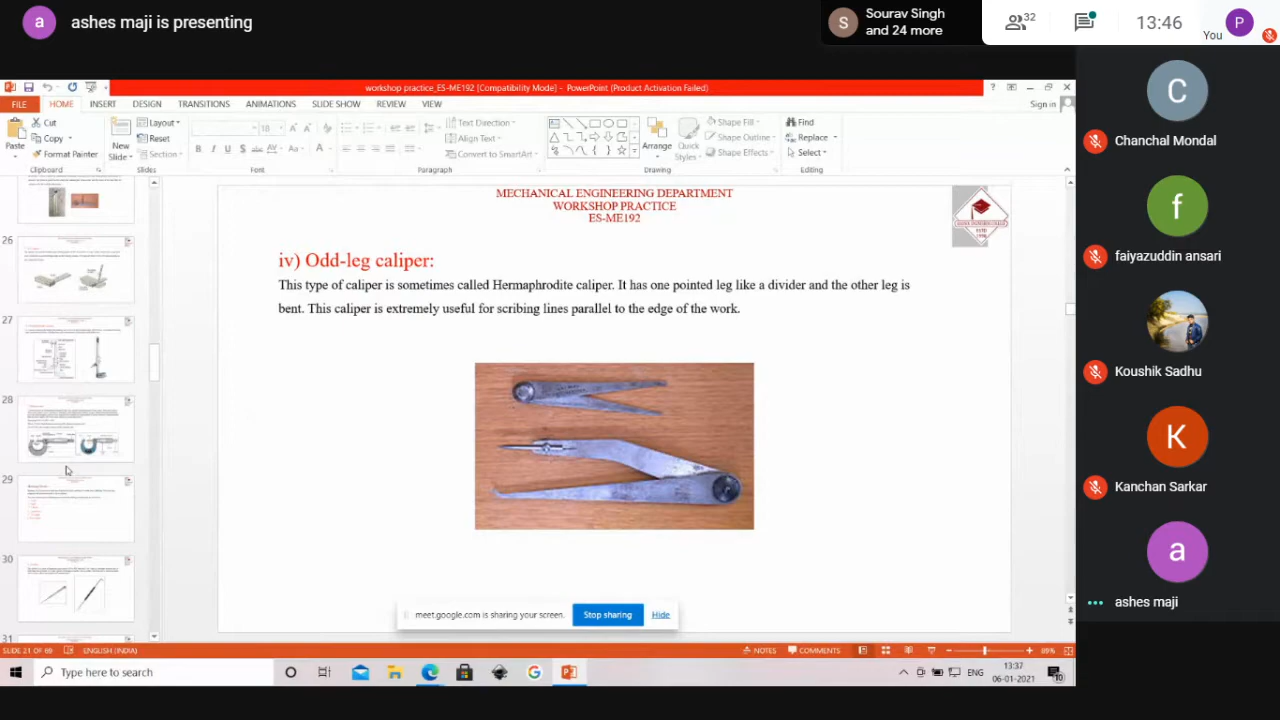 a
ashes maji is presenting
S
Sourav Singh
and 24 more
32
13:46
You
P
workshop practice_ES-ME192 [Compatibility Mode] - PowerPoint (Product Activation Failed)
?
FILE
HOME
INSERT
DESIGN
TRANSITIONS
ANIMATIONS
SLIDE SHOW
REVIEW
VIEW
Sign in
Paste
Cut
Copy
Format Painter
Clipboard
New
Slide
Layout
Reset
Section
Slides
18
B I U S abc AV Aa A
Font
Text Direction
Align Text
Convert to SmartArt
Paragraph
Arrange
Quick
Styles
Shape Fill
Shape Outline
Shape Effects
Drawing
Find
Replace
Select
Editing
26
27
28
29
30
31
MECHANICAL ENGINEERING DEPARTMENT
WORKSHOP PRACTICE
ES-ME192
iv) Odd-leg caliper:
This type of caliper is sometimes called Hermaphrodite caliper. It has one pointed leg like a divider and the other leg is
bent. This caliper is extremely useful for scribing lines parallel to the edge of the work.
meet.google.com is sharing your screen.
Stop sharing
Hide
SLIDE 21 OF 69
ENGLISH (INDIA)
NOTES
COMMENTS
89%
Type here to search
ENG
13:37
06-01-2021
10
C
Chanchal Mondal
f
faiyazuddin ansari
Koushik Sadhu
K
Kanchan Sarkar
a
ashes maji